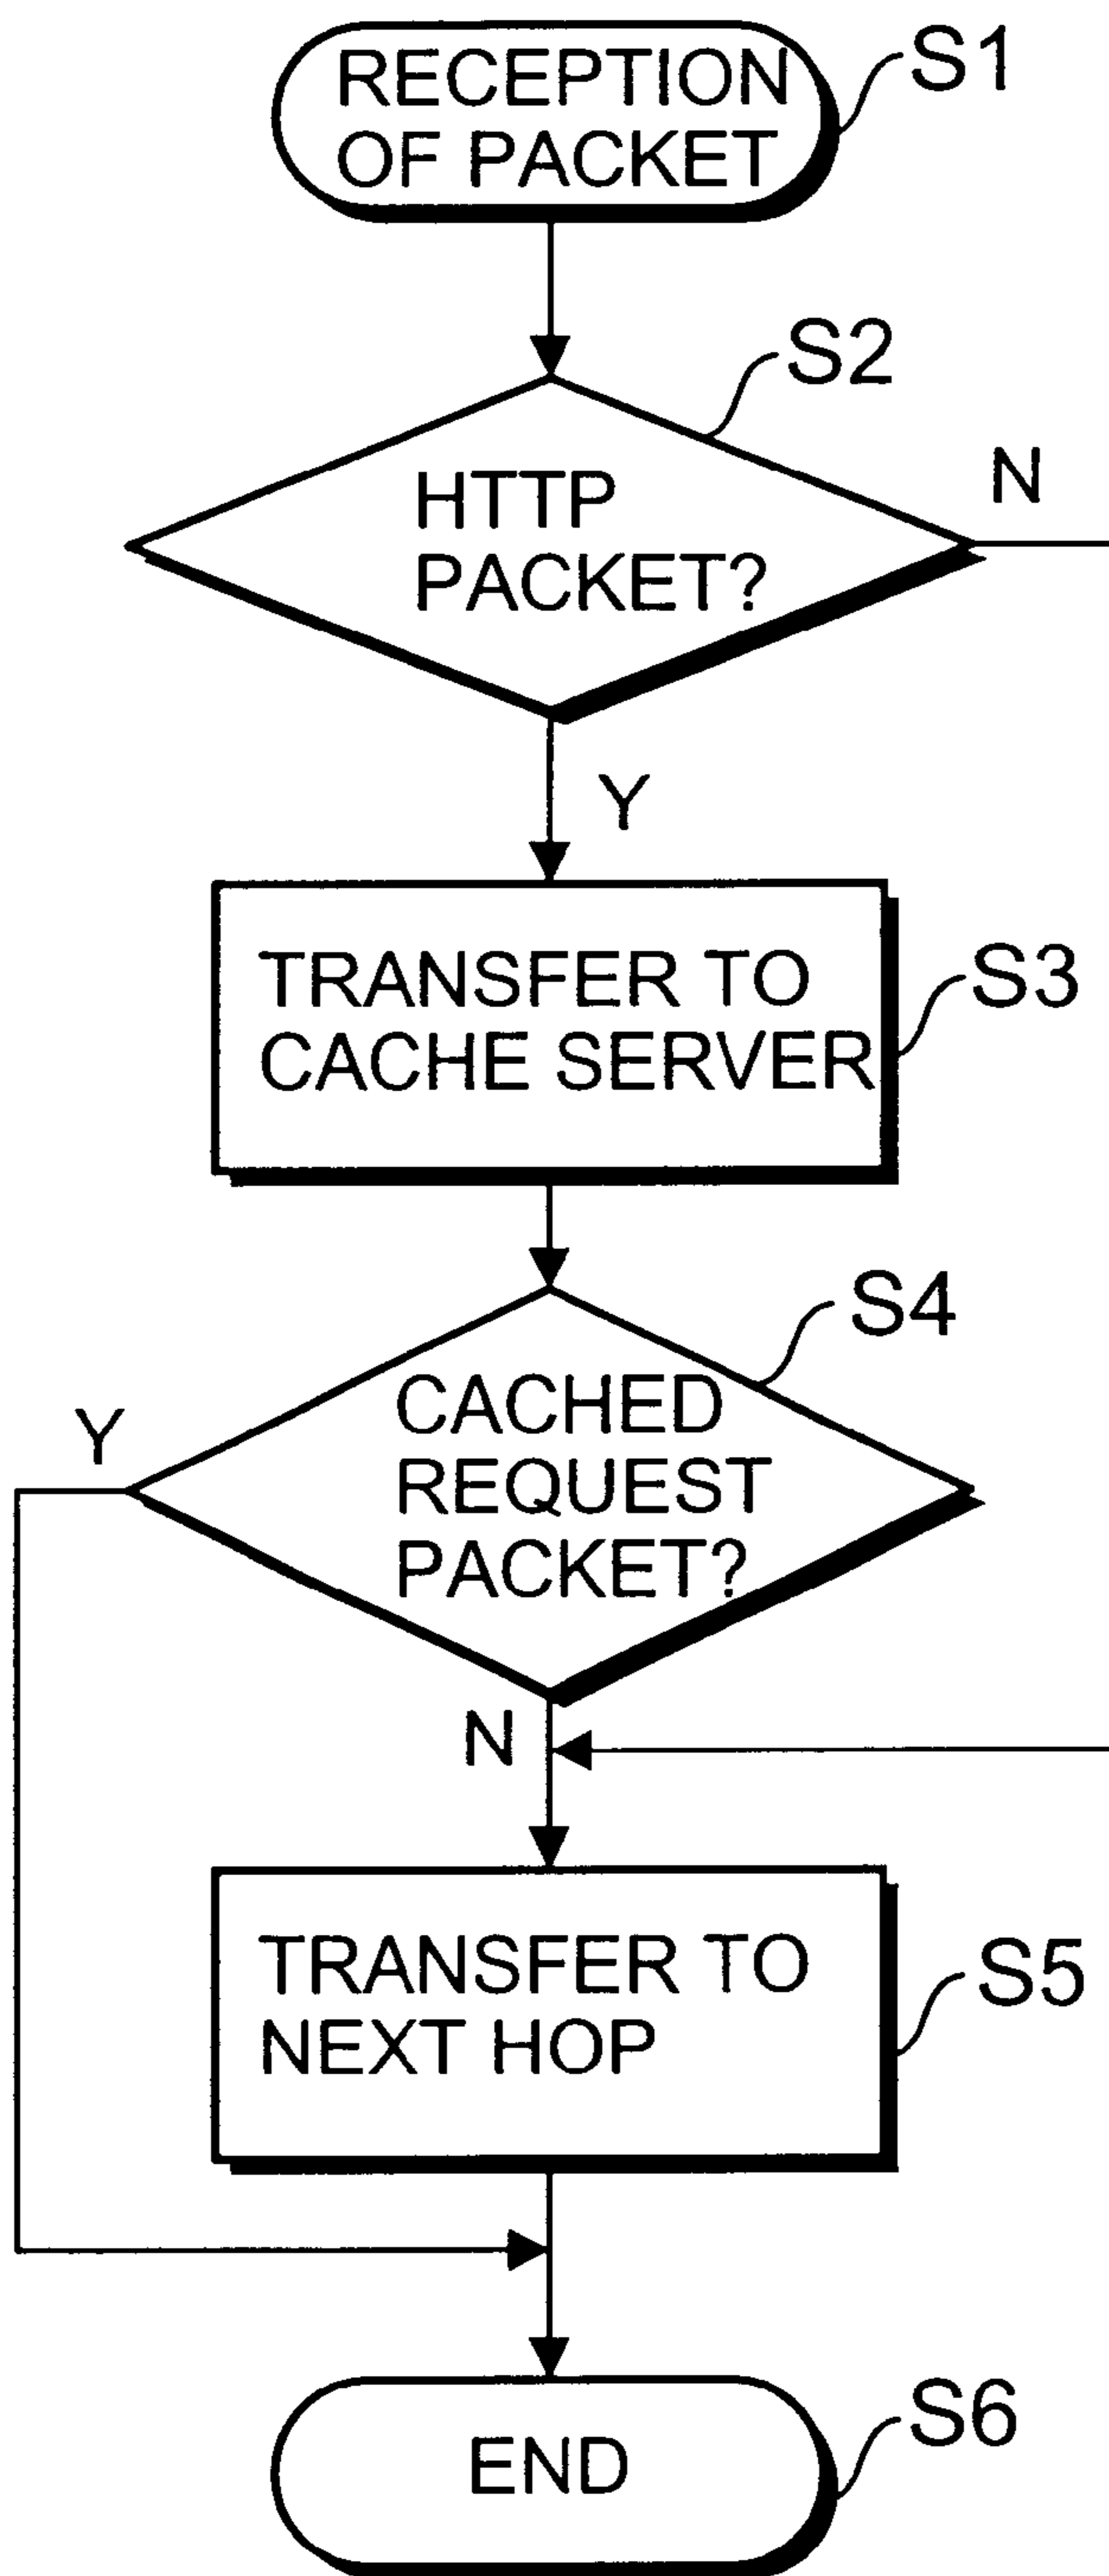 RECEPTION
OF PACKET
S1
S2
HTTP
PACKET?
N
Y
TRANSFER TO
CACHE SERVER
S3
S4
CACHED
REQUEST
PACKET?
Y
N
TRANSFER TO
NEXT HOP
S5
END
S6